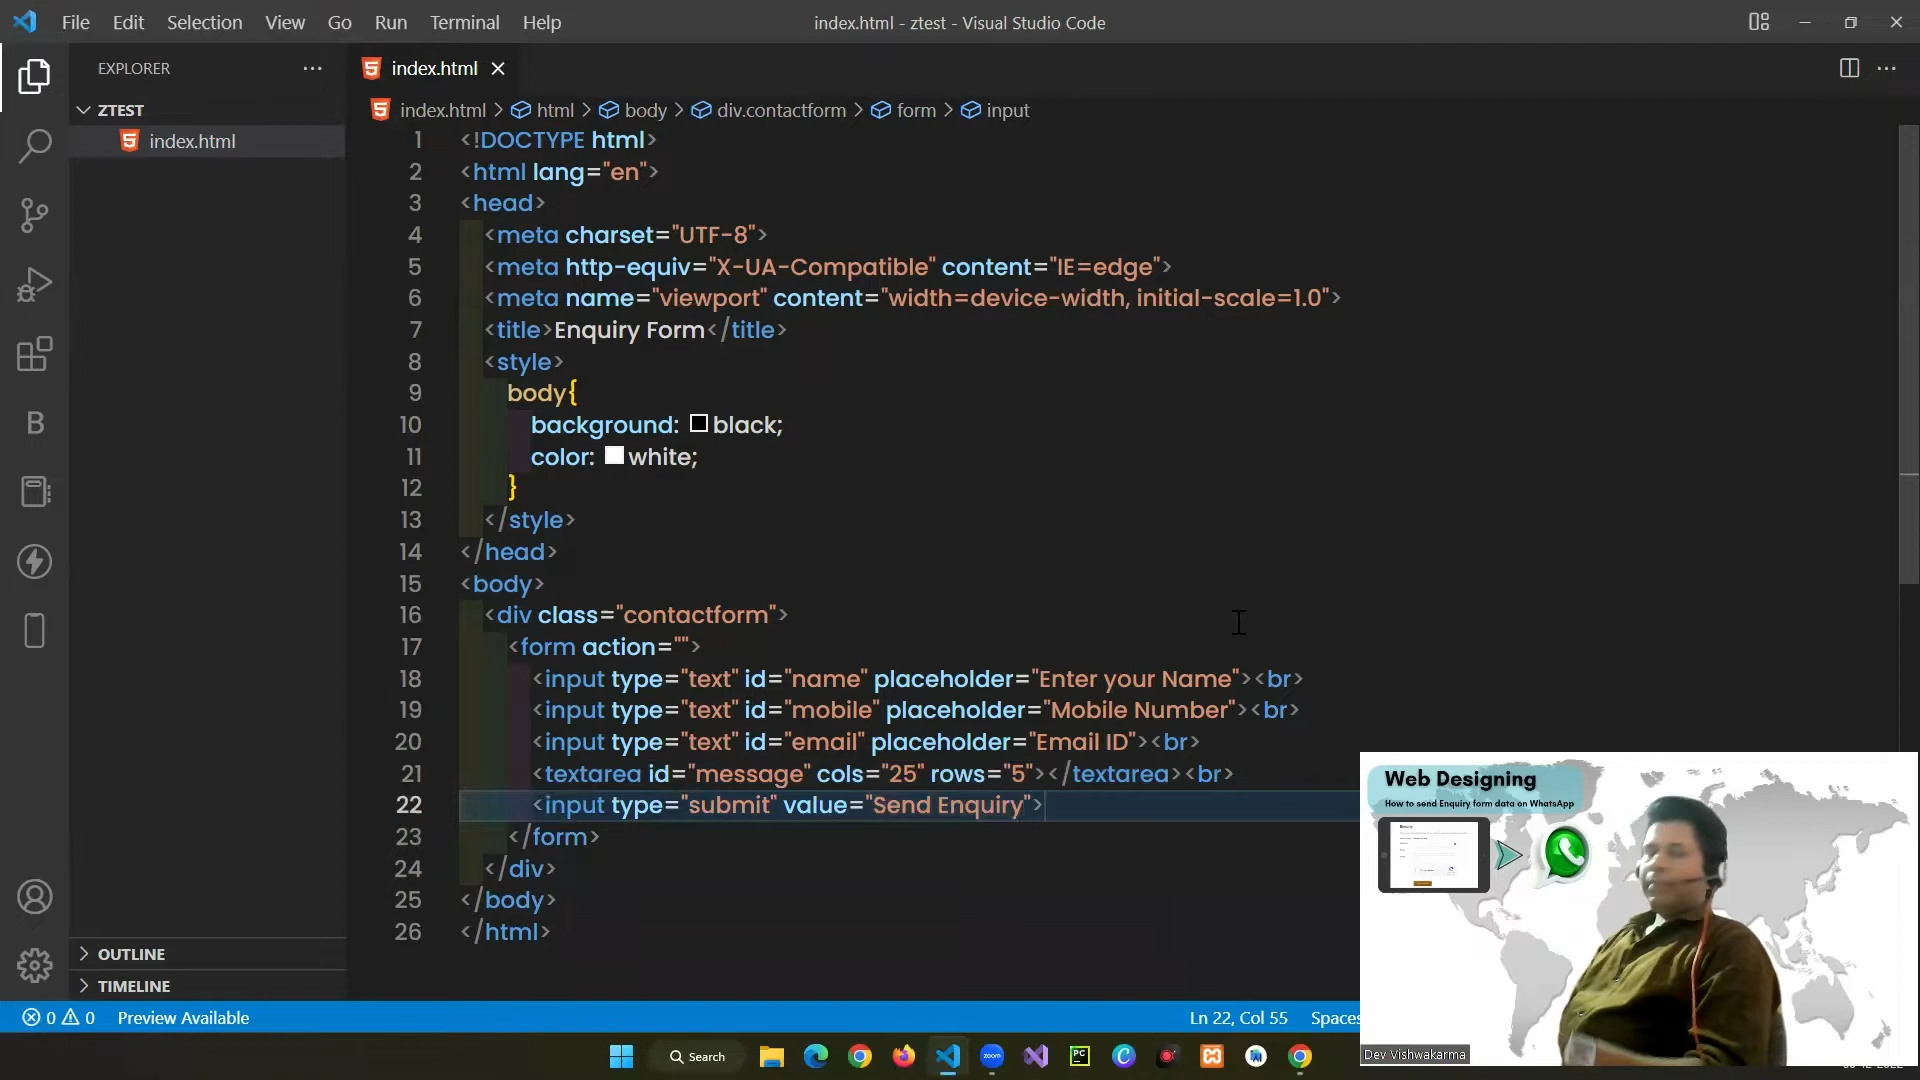 File Edit Selection View Go Run Terminal Help
index.html - ztest - Visual Studio Code
EXPLORER
ZTEST
index.html
OUTLINE
TIMELINE
index.html
index.html > html > body > div.contactform > form > input
1 <!DOCTYPE html>
2 <html lang="en">
3 <head>
4 <meta charset="UTF-8">
5 <meta http-equiv="X-UA-Compatible" content="IE=edge">
6 <meta name="viewport" content="width=device-width, initial-scale=1.0">
7 <title>Enquiry Form</title>
8 <style>
9 body{
10 background: black;
11 color: white;
12 }
13 </style>
14 </head>
15 <body>
16 <div class="contactform">
17 <form action="">
18 <input type="text" id="name" placeholder="Enter your Name"><br>
19 <input type="text" id="mobile" placeholder="Mobile Number"><br>
20 <input type="text" id="email" placeholder="Email ID"><br>
21 <textarea id="message" cols="25" rows="5"></textarea><br>
22 <input type="submit" value="Send Enquiry">
23 </form>
24 </div>
25 </body>
26 </html>
Web Designing
How to send Enquiry form data on WhatsApp
Dev Vishwakarma
0 0 Preview Available
Ln 22, Col 55 Spaces
Search
zoom
PC